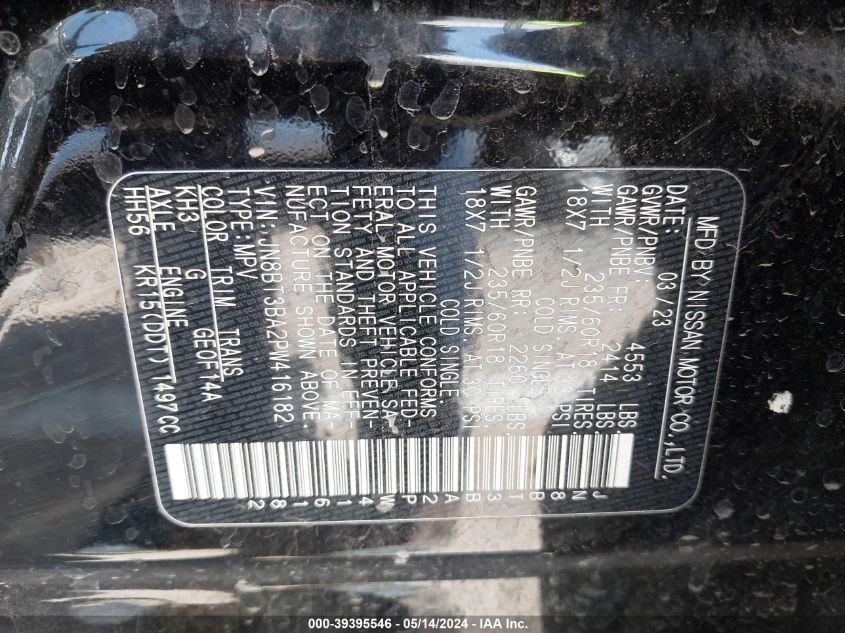 MFD BY NISSAN MOTOR CO.,LTD.
DATE: 03/23
GVWR/PNBV: 4553 LBS
GAWR/PNBE FR: 2414 LBS.
WITH 235/60R18 TIRES,
18X7 1/2J RIMS, AT 33 PSI
COLD SINGLE.
GAWR/PNBE RR: 2260 LBS.
WITH 235/60R18 TIRES,
18X7 1/2J RIMS, AT 30 PSI
COLD SINGLE.
THIS VEHICLE CONFORMS
TO ALL APPLICABLE FED-
ERAL MOTOR VEHICLE SA-
FETY AND THEFT PREVEN-
TION STANDARDS IN EFF-
ECT ON THE DATE OF MA-
NUFACTURE SHOWN ABOVE.
VIN: JN8BT3BA2PW416182
TYPE: MPV
COLOR TRIM TRANS
KH3 G GE0FT4A
AXLE ENGINE
HH56 KR15(DDT) 1497CC
JN8BT3BA2PW416182
000-39395546 - 05/14/2024 - IAA Inc.